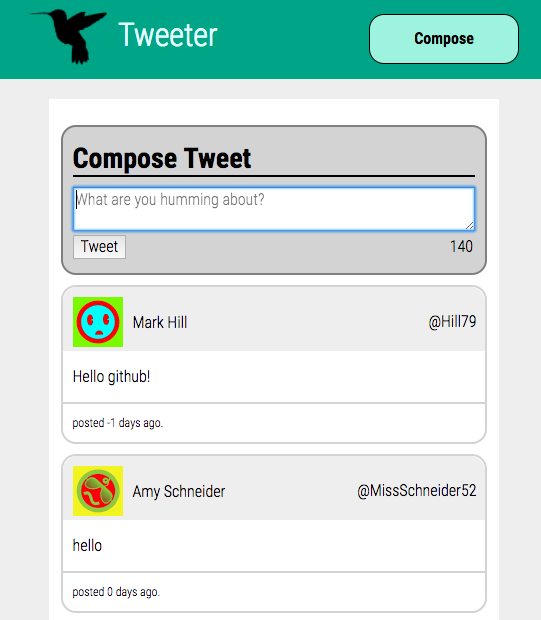 Tweeter
Compose
Compose Tweet
What are you humming about?
Tweet 140
Mark Hill @Hill79
Hello github!
posted -1 days ago.
Amy Schneider @MissSchneider52
hello
posted 0 days ago.